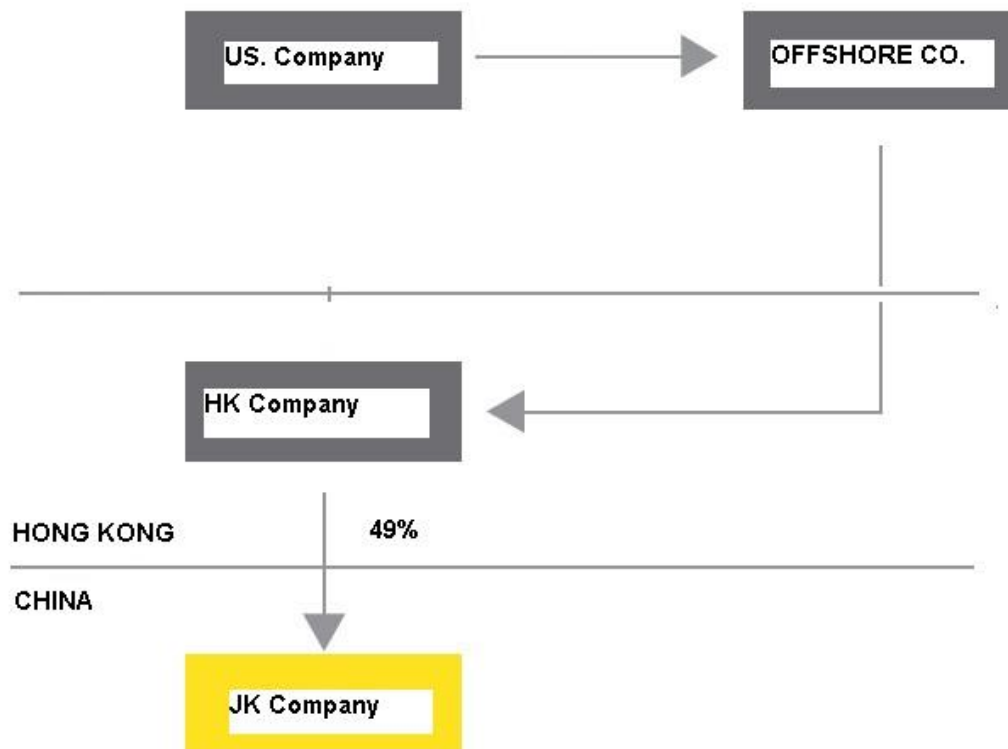 US. Company
OFFSHORE CO.
HK Company
HONG KONG
49%
CHINA
JK Company